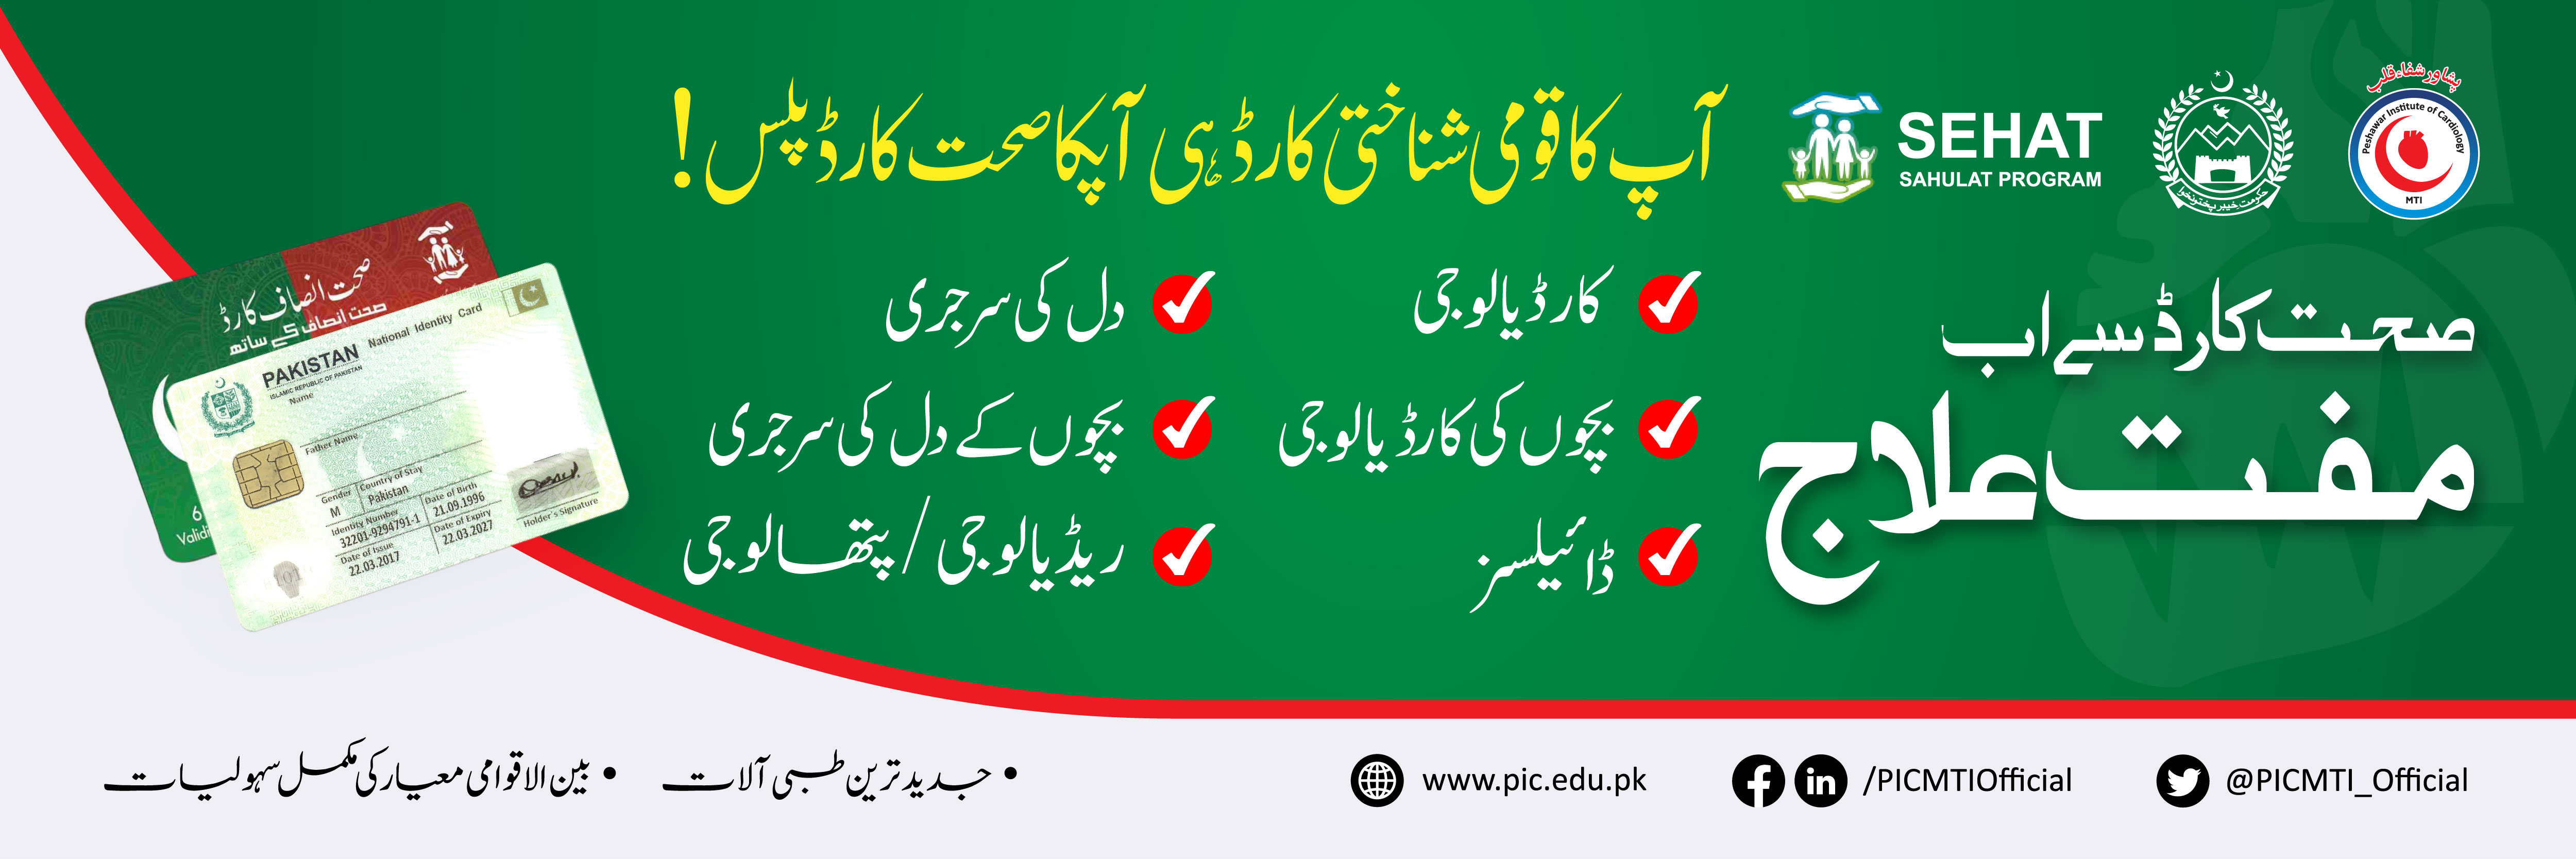 پشاور شفاء قلب
Peshawar Institute of Cardiology
MTI
حکومت خیبر پختونخوا
SEHAT
SAHULAT PROGRAM
آپ کا قومی شناختی کارڈ ہی آپکا صحت کارڈ پلس!
صحت کارڈ سے اب
مفت علاج
کارڈیالوجی
دل کی سرجری
بچوں کی کارڈیالوجی
بچوں کے دل کی سرجری
ڈائیلسز
ریڈیالوجی / پتھالوجی
صحت انصاف کارڈ
صحت انصاف کے ساتھ
6
Validi
PAKISTAN
National Identity Card
ISLAMIC REPUBLIC OF PAKISTAN
Name
Father Name
Gender
Country of Stay
M
Pakistan
Identity Number
Date of Birth
32201-9294791-1
21.09.1996
Date of Issue
Date of Expiry
22.03.2017
22.03.2027
Holder's Signature
@PICMTI_Official
/PICMTIOfficial
www.pic.edu.pk
• جدید ترین طبی آلات
• بین الاقوامی معیار کی مکمل سہولیات